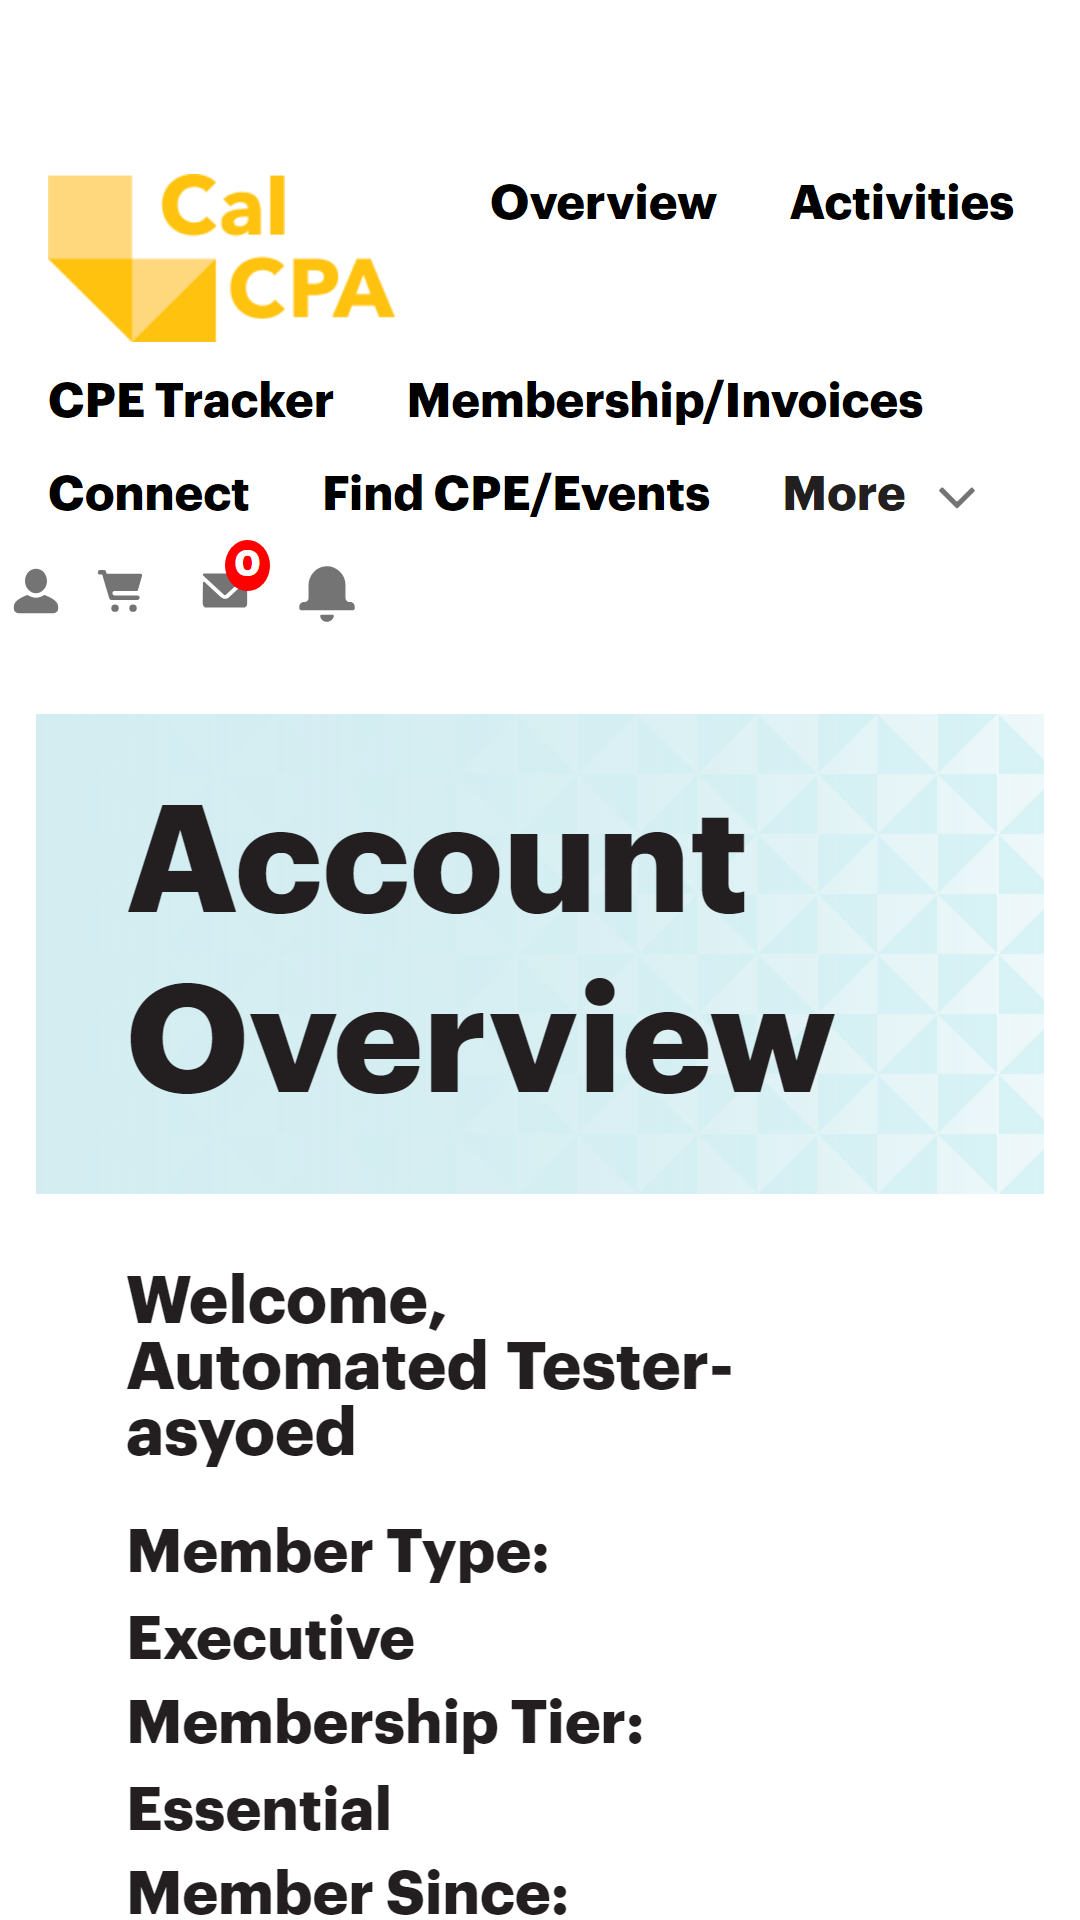 Cal
CPA
Overview Activities
CPE Tracker Membership/Invoices
Connect Find CPE/Events More
0
Account
Overview
Welcome,
Automated Tester-
asyoed
Member Type:
Executive
Membership Tier:
Essential
Member Since: